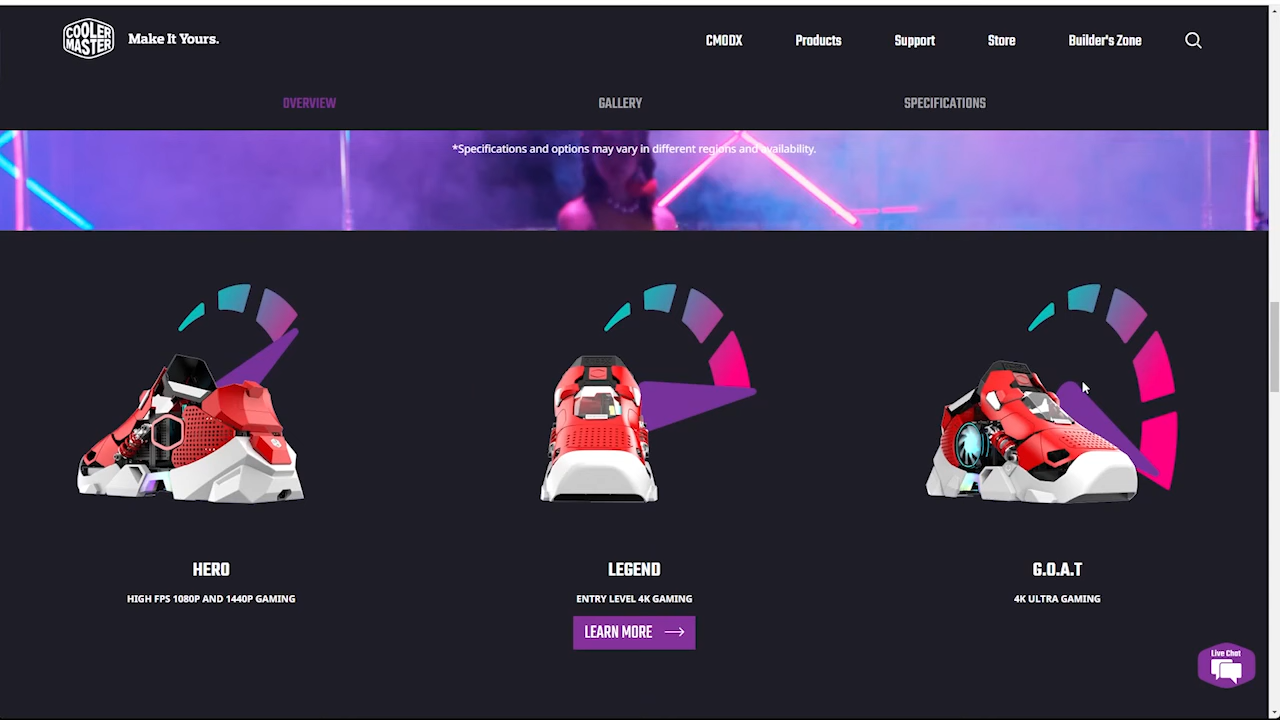 COOLER MASTER
Make It Yours.
CMODX
Products
Support
Store
Builder's Zone
OVERVIEW
GALLERY
SPECIFICATIONS
*Specifications and options may vary in different regions and availability.
HERO
LEGEND
G.O.A.T
HIGH FPS 1080P AND 1440P GAMING
ENTRY LEVEL 4K GAMING
4K ULTRA GAMING
LEARN MORE
Live Chat